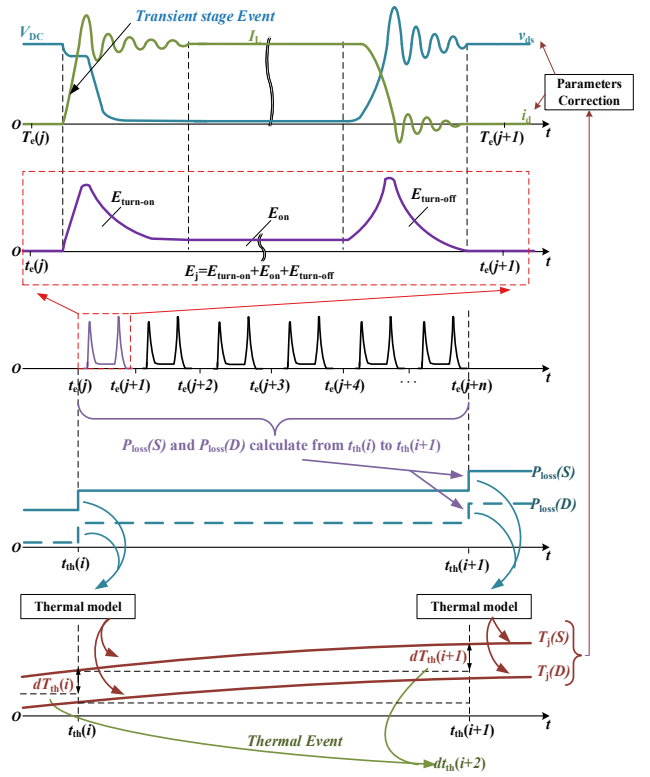 Transient stage Event
V_DC
I_L
v_ds
Parameters
Correction
i_d
O
T_e(j)
T_e(j+1)
t
E_turn-on
E_on
E_turn-off
O
t_e(j)
E_j=E_turn-on+E_on+E_turn-off
t_e(j+1)
t
O
t_e(j)
t_e(j+1)
t_e(j+2)
t_e(j+3)
t_e(j+4)
...
t_e(j+n)
t
P_loss(S) and P_loss(D) calculate from t_th(i) to t_th(i+1)
P_loss(S)
P_loss(D)
O
t_th(i)
t_th(i+1)
t
Thermal model
Thermal model
T_j(S)
dT_th(i+1)
T_j(D)
dT_th(i)
O
t_th(i)
t_th(i+1)
t
Thermal Event
dt_th(i+2)